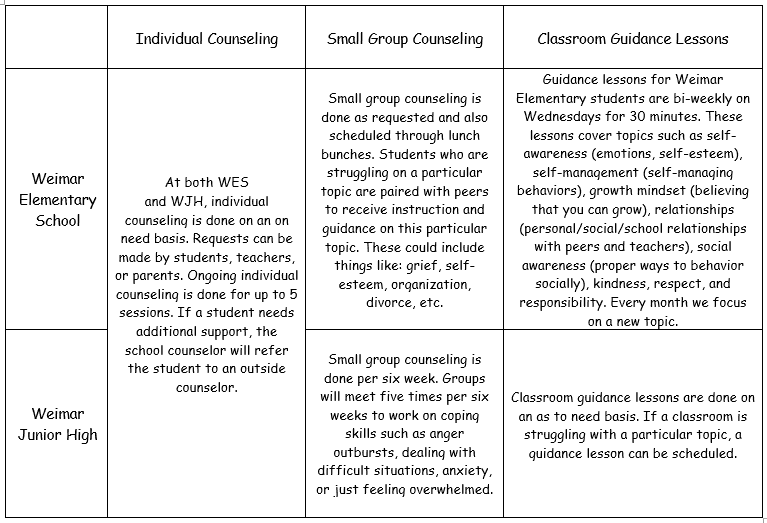 Individual Counseling
Small Group Counseling
Classroom Guidance Lessons
Weimar
Elementary
School
At both WES
and WJH, individual
counseling is done on an on
need basis. Requests can be
made by students, teachers,
or parents. Ongoing individual
counseling is done for up to 5
sessions. If a student needs
additional support, the
school counselor will refer
the student to an outside
counselor.
Small group counseling is
done as requested and also
scheduled through lunch
bunches. Students who are
struggling on a particular
topic are paired with peers
to receive instruction and
guidance on this particular
topic. These could include
things like: grief, self-
esteem, organization,
divorce, etc.
Guidance lessons for Weimar
Elementary students are bi-weekly on
Wednesdays for 30 minutes. These
lessons cover topics such as self-
awareness (emotions, self-esteem),
self-management (self-managing
behaviors), growth mindset (believing
that you can grow), relationships
(personal/social/school relationships
with peers and teachers), social
awareness (proper ways to behave
socially), kindness, respect, and
responsibility. Every month we focus
on a new topic.
Weimar
Junior High
Small group counseling is
done per six week. Groups
will meet five times per six
weeks to work on coping
skills such as anger
outbursts, dealing with
difficult situations, anxiety,
or just feeling overwhelmed.
Classroom guidance lessons are done on
an as to need basis. If a classroom is
struggling with a particular topic, a
guidance lesson can be scheduled.